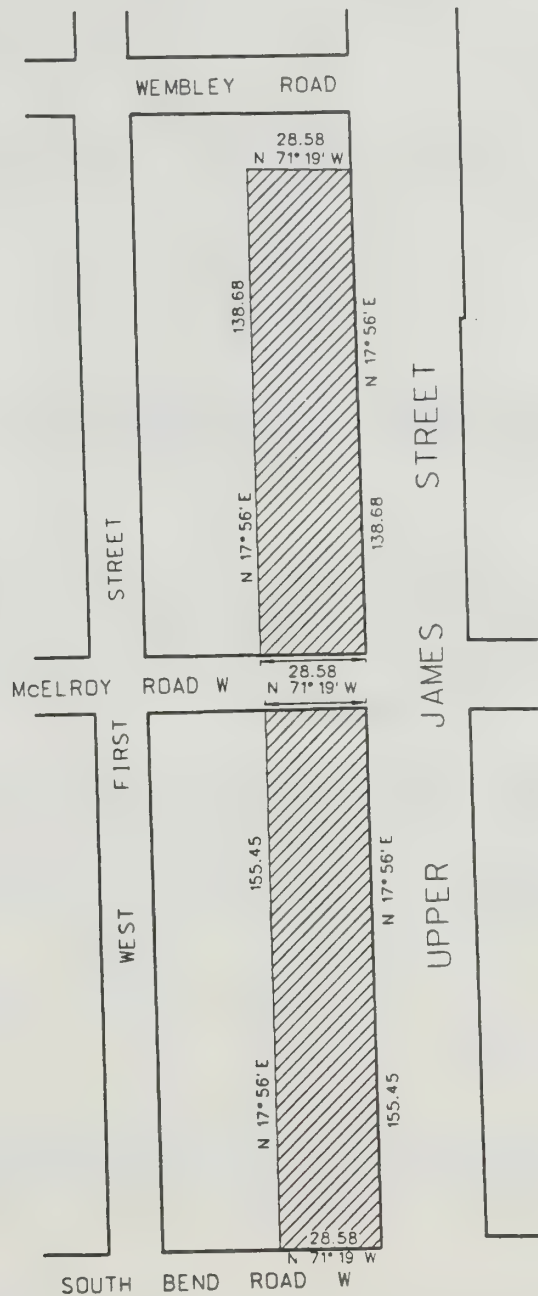 WEMBLEY ROAD
28.58
N 71° 19' W
138.68
N 17° 56' E
N 17° 56' E
138.68
STREET
STREET
28.58
N 71° 19' W
McELROY ROAD W
JAMES
FIRST
155.45
N 17° 56' E
UPPER
WEST
N 17° 56' E
155.45
28.58
N 71° 19 W
SOUTH BEND ROAD W